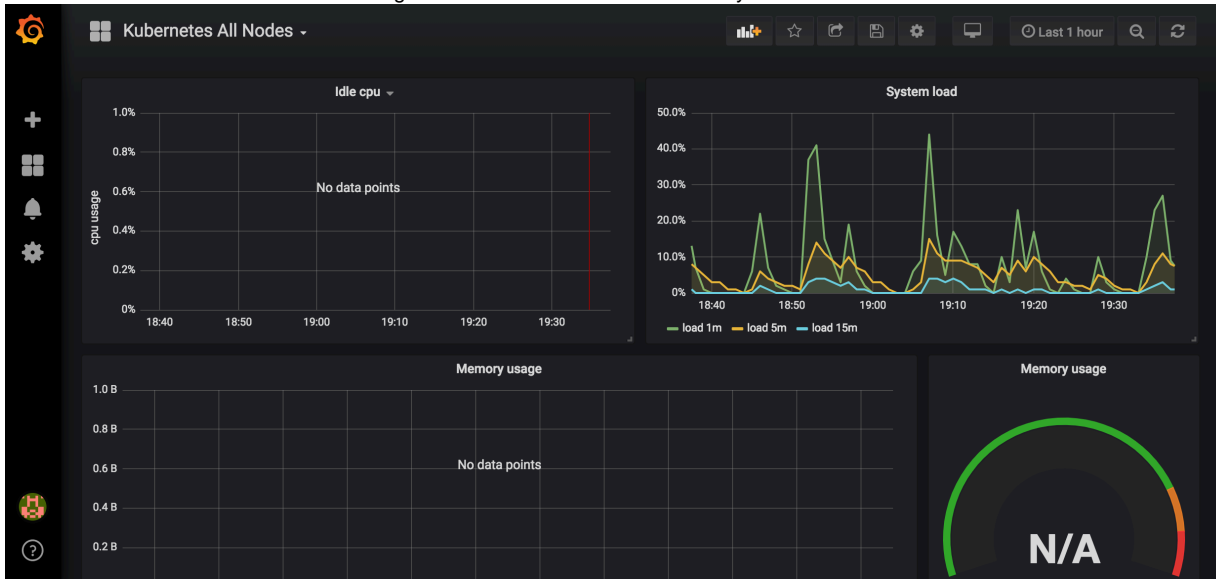 Kubernetes All Nodes
Last 1 hour
Idle cpu
1.0%
0.8%
0.6%
0.4%
0.2%
0%
cpu usage
No data points
18:40 18:50 19:00 19:10 19:20 19:30
System load
50.0%
40.0%
30.0%
20.0%
10.0%
0%
18:40 18:50 19:00 19:10 19:20 19:30
load 1m load 5m load 15m
Memory usage
1.0 B
0.8 B
0.6 B
0.4 B
0.2 B
No data points
Memory usage
N/A
?